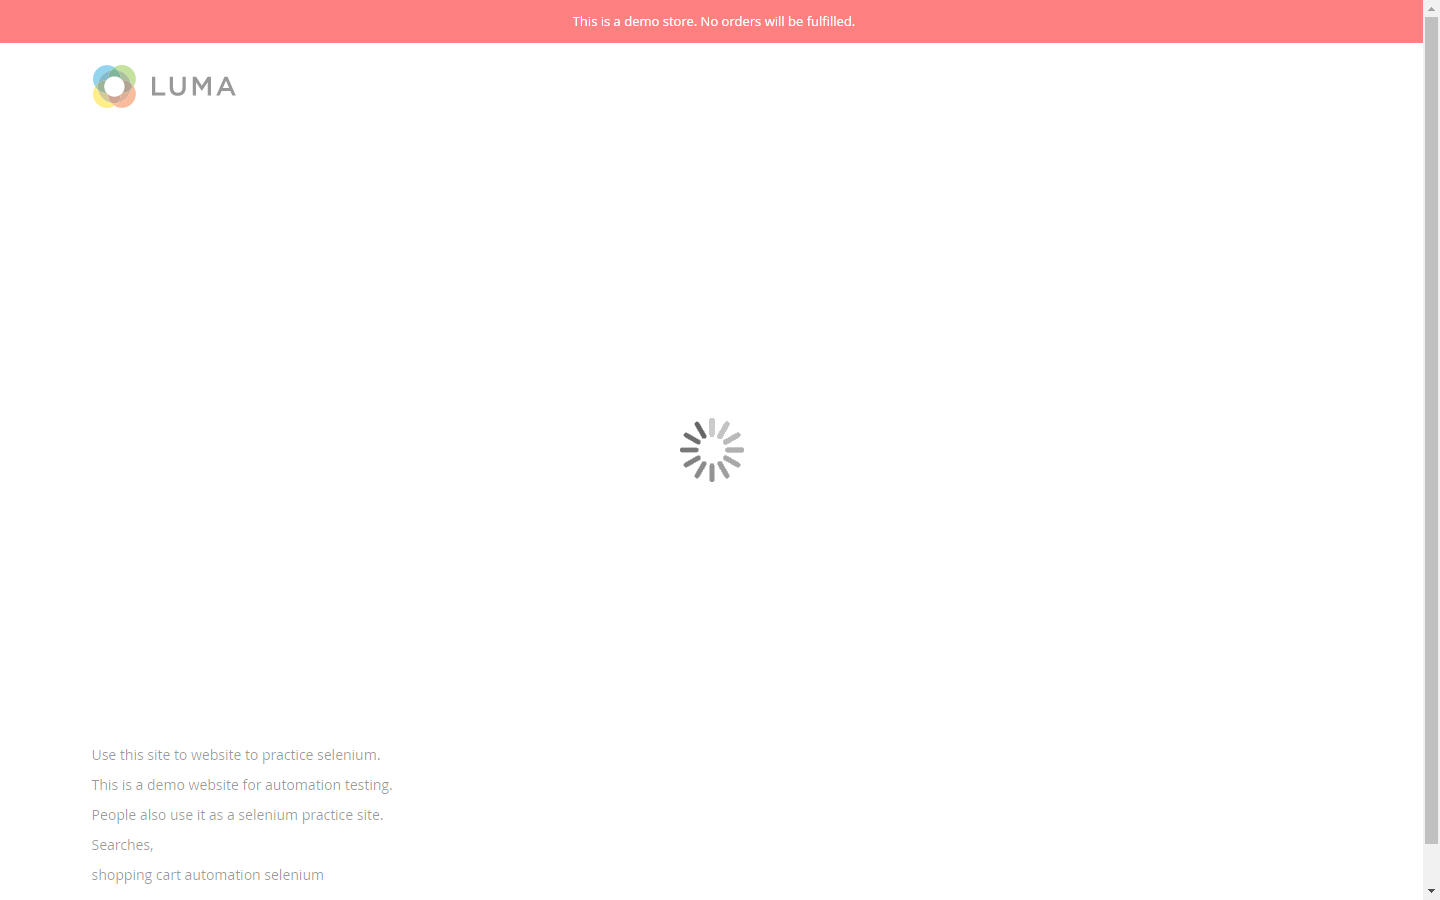 This is a demo store. No orders will be fulfilled.
LUMA
Use this site to website to practice selenium.
This is a demo website for automation testing.
People also use it as a selenium practice site.
Searches,
shopping cart automation selenium